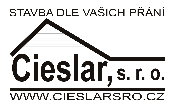 STAVBA DLE VAŠICH PŘÁNÍ
Cieslar, s. r. o.
WWW.CIESLARSRO.CZ